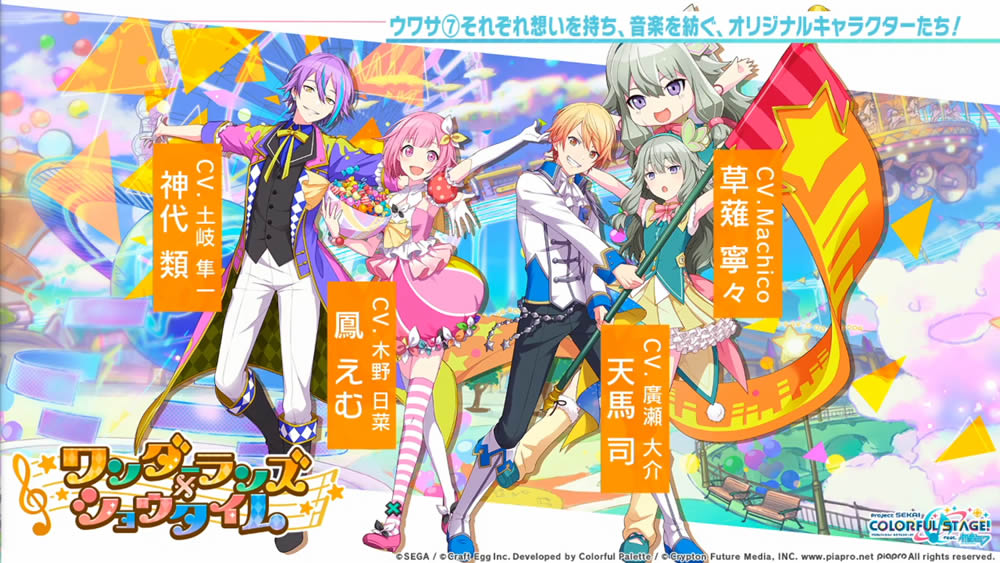 ウワサ⑦それぞれ想いを持ち、音楽を紡ぐ、オリジナルキャラクターたち!
CV. 土岐 隼一
神代 類
CV. 木野 日菜
鳳 えむ
CV. 廣瀬 大介
天馬 司
CV.Machico
草薙 寧々
ワンダーランズ
×
ショウタイム
Project SEKAI
COLORFUL STAGE!
feat.
©SEGA / ©Craft Egg Inc. Developed by Colorful Palette / © Crypton Future Media, INC. www.piapro.net piapro All rights reserved.